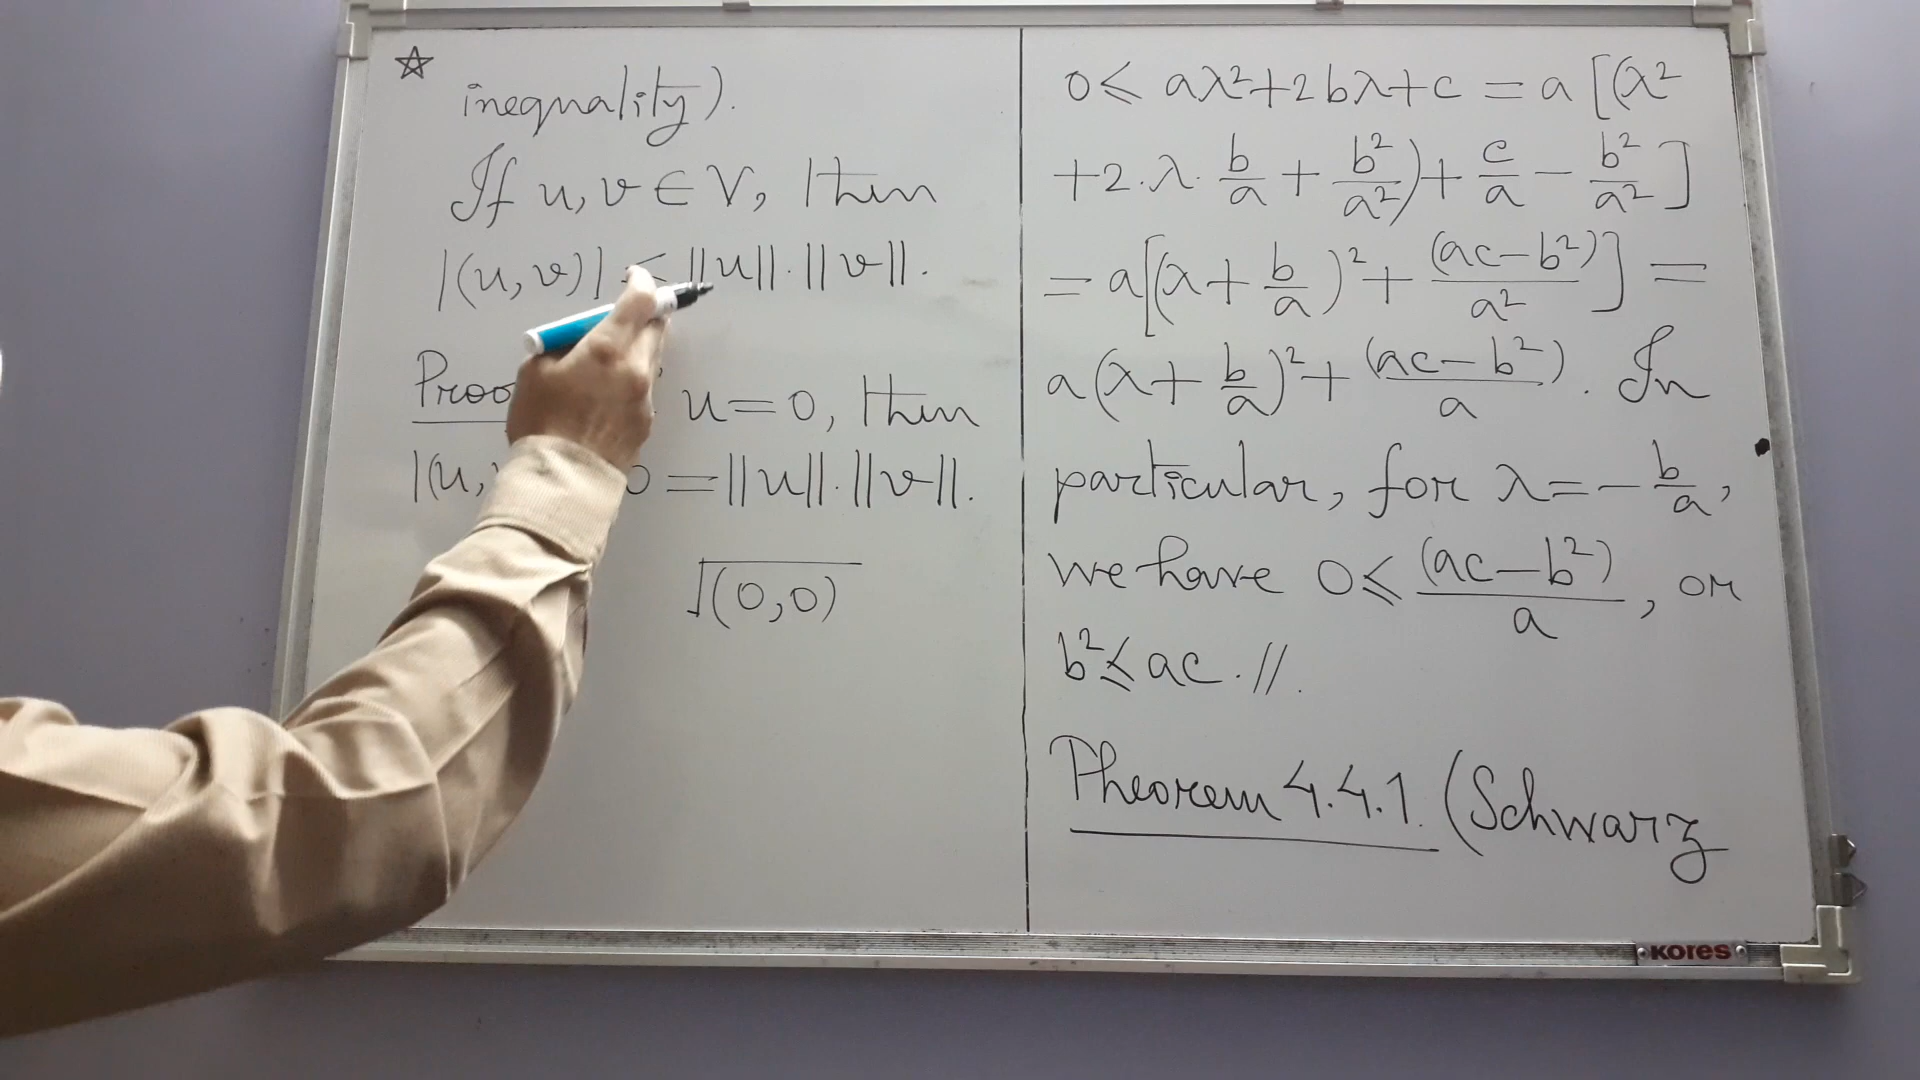 ☆
0 ≤ aλ²+2bλ+c = a[(λ²
+2.λ.b/a + b²/a²)+c/a − b²/a²]
= a[(λ+b/a)²+(ac−b²)/a²] =
a(λ+b/a)²+(ac−b²)/a. In
particular, for λ=−b/a,
we have 0≤(ac−b²)/a, or
b²≤ac.//.
Theorem 4.4.1. (Schwarz
inequality).
If u,v∈V, then
|(u,v)| ≤ ||u||.||v||.
u=0, then
|(u, 0 =||u||.||v||.
√(0,0)
KORES